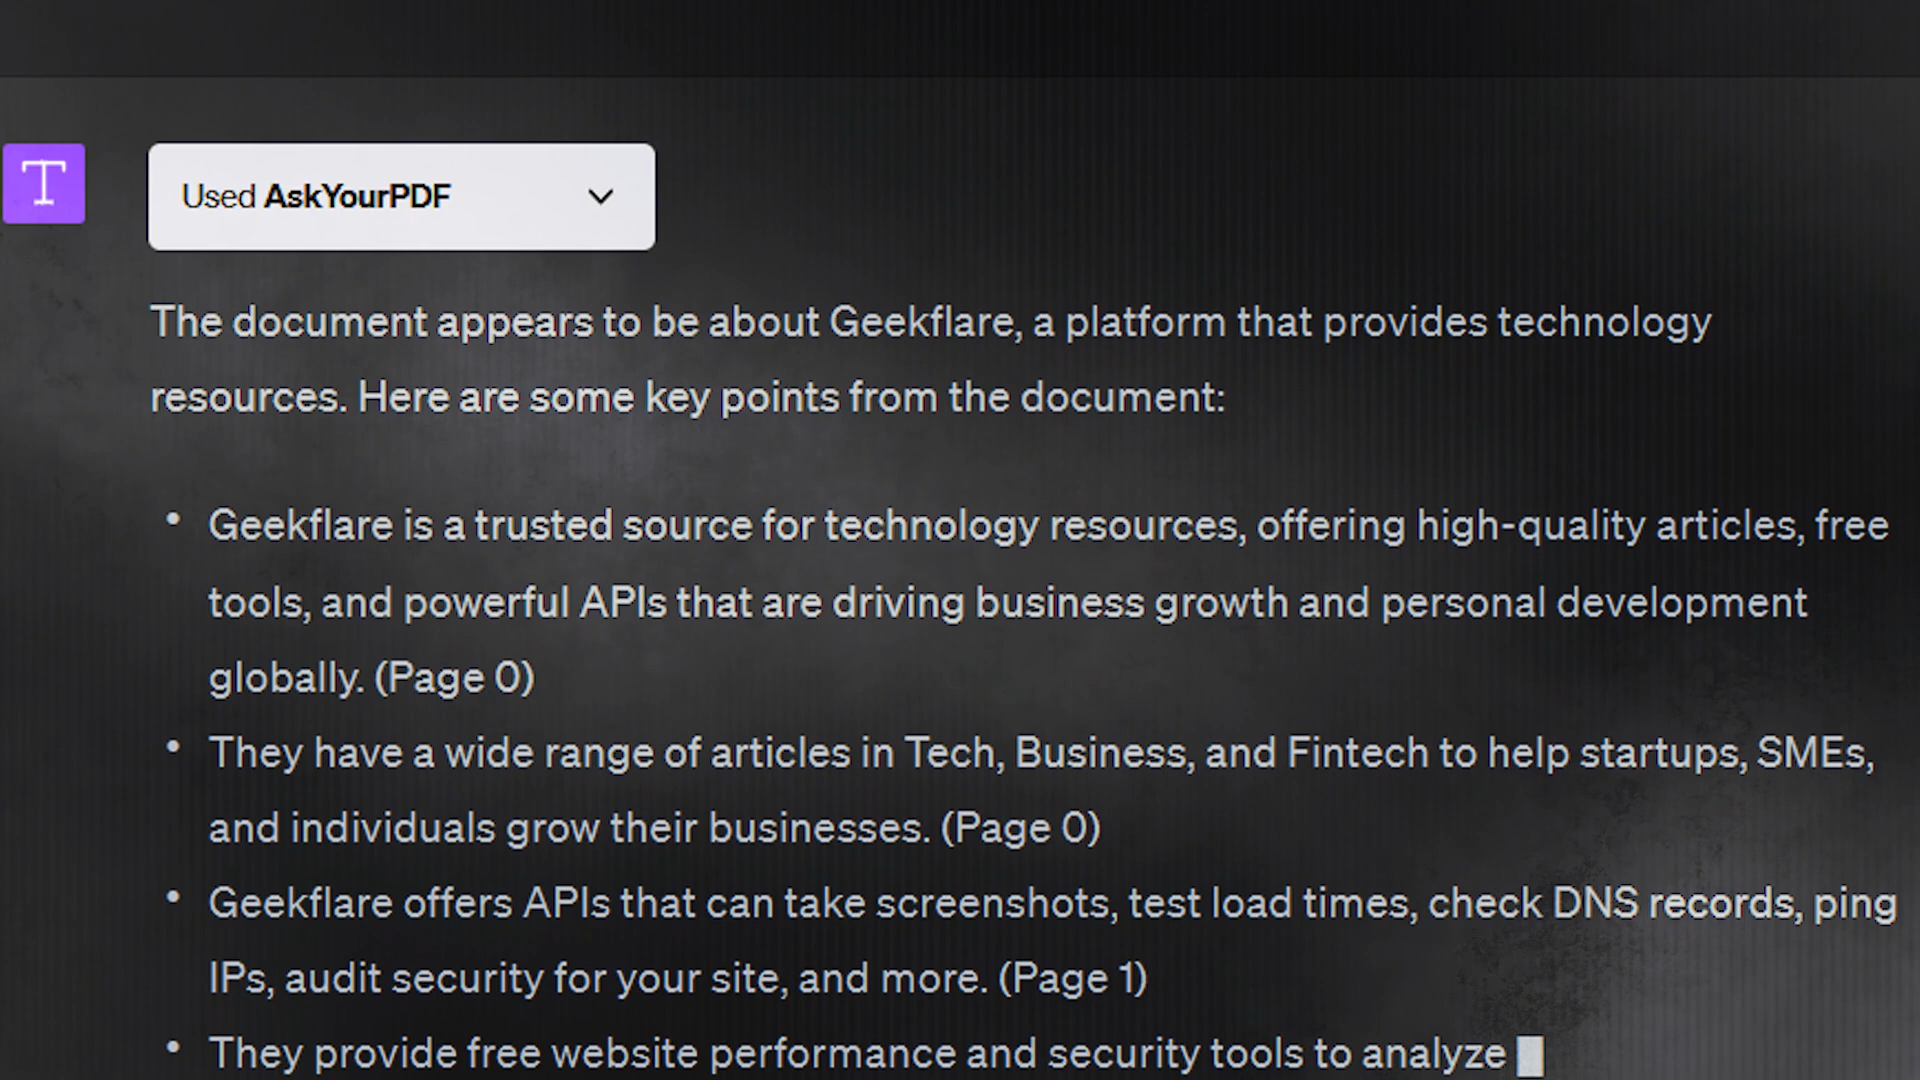 T
Used AskYourPDF
The document appears to be about Geekflare, a platform that provides technology
resources. Here are some key points from the document:
• Geekflare is a trusted source for technology resources, offering high-quality articles, free
tools, and powerful APIs that are driving business growth and personal development
globally. (Page 0)
• They have a wide range of articles in Tech, Business, and Fintech to help startups, SMEs,
and individuals grow their businesses. (Page 0)
• Geekflare offers APIs that can take screenshots, test load times, check DNS records, ping
IPs, audit security for your site, and more. (Page 1)
• They provide free website performance and security tools to analyze